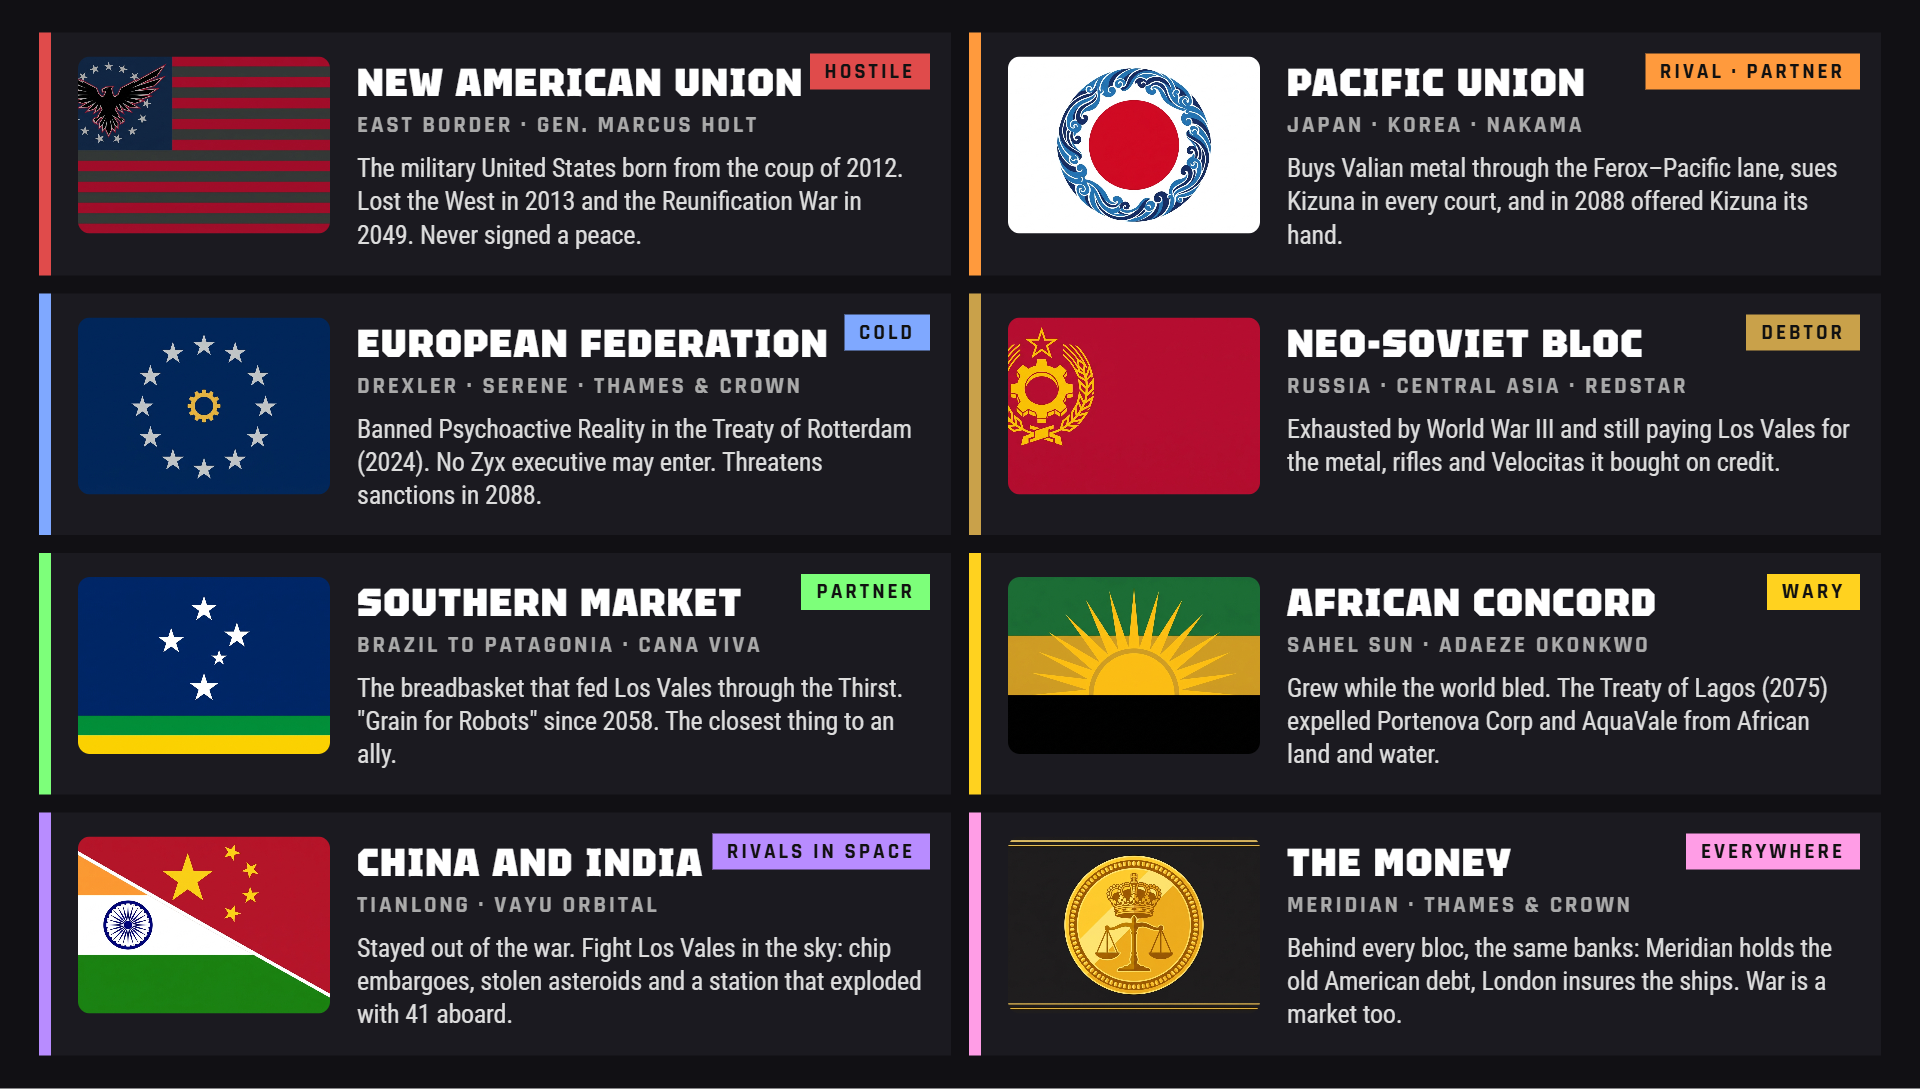 NEW AMERICAN UNION
HOSTILE
EAST BORDER · GEN. MARCUS HOLT
The military United States born from the coup of 2012.
Lost the West in 2013 and the Reunification War in
2049. Never signed a peace.
PACIFIC UNION
RIVAL · PARTNER
JAPAN · KOREA · NAKAMA
Buys Valian metal through the Ferox–Pacific lane, sues
Kizuna in every court, and in 2088 offered Kizuna its
hand.
EUROPEAN FEDERATION
COLD
DREXLER · SERENE · THAMES & CROWN
Banned Psychoactive Reality in the Treaty of Rotterdam
(2024). No Zyx executive may enter. Threatens
sanctions in 2088.
NEO-SOVIET BLOC
DEBTOR
RUSSIA · CENTRAL ASIA · REDSTAR
Exhausted by World War III and still paying Los Vales for
the metal, rifles and Velocitas it bought on credit.
SOUTHERN MARKET
PARTNER
BRAZIL TO PATAGONIA · CANA VIVA
The breadbasket that fed Los Vales through the Thirst.
"Grain for Robots" since 2058. The closest thing to an
ally.
AFRICAN CONCORD
WARY
SAHEL SUN · ADAEZE OKONKWO
Grew while the world bled. The Treaty of Lagos (2075)
expelled Portenova Corp and AquaVale from African
land and water.
CHINA AND INDIA
RIVALS IN SPACE
TIANLONG · VAYU ORBITAL
Stayed out of the war. Fight Los Vales in the sky: chip
embargoes, stolen asteroids and a station that exploded
with 41 aboard.
THE MONEY
EVERYWHERE
MERIDIAN · THAMES & CROWN
Behind every bloc, the same banks: Meridian holds the
old American debt, London insures the ships. War is a
market too.